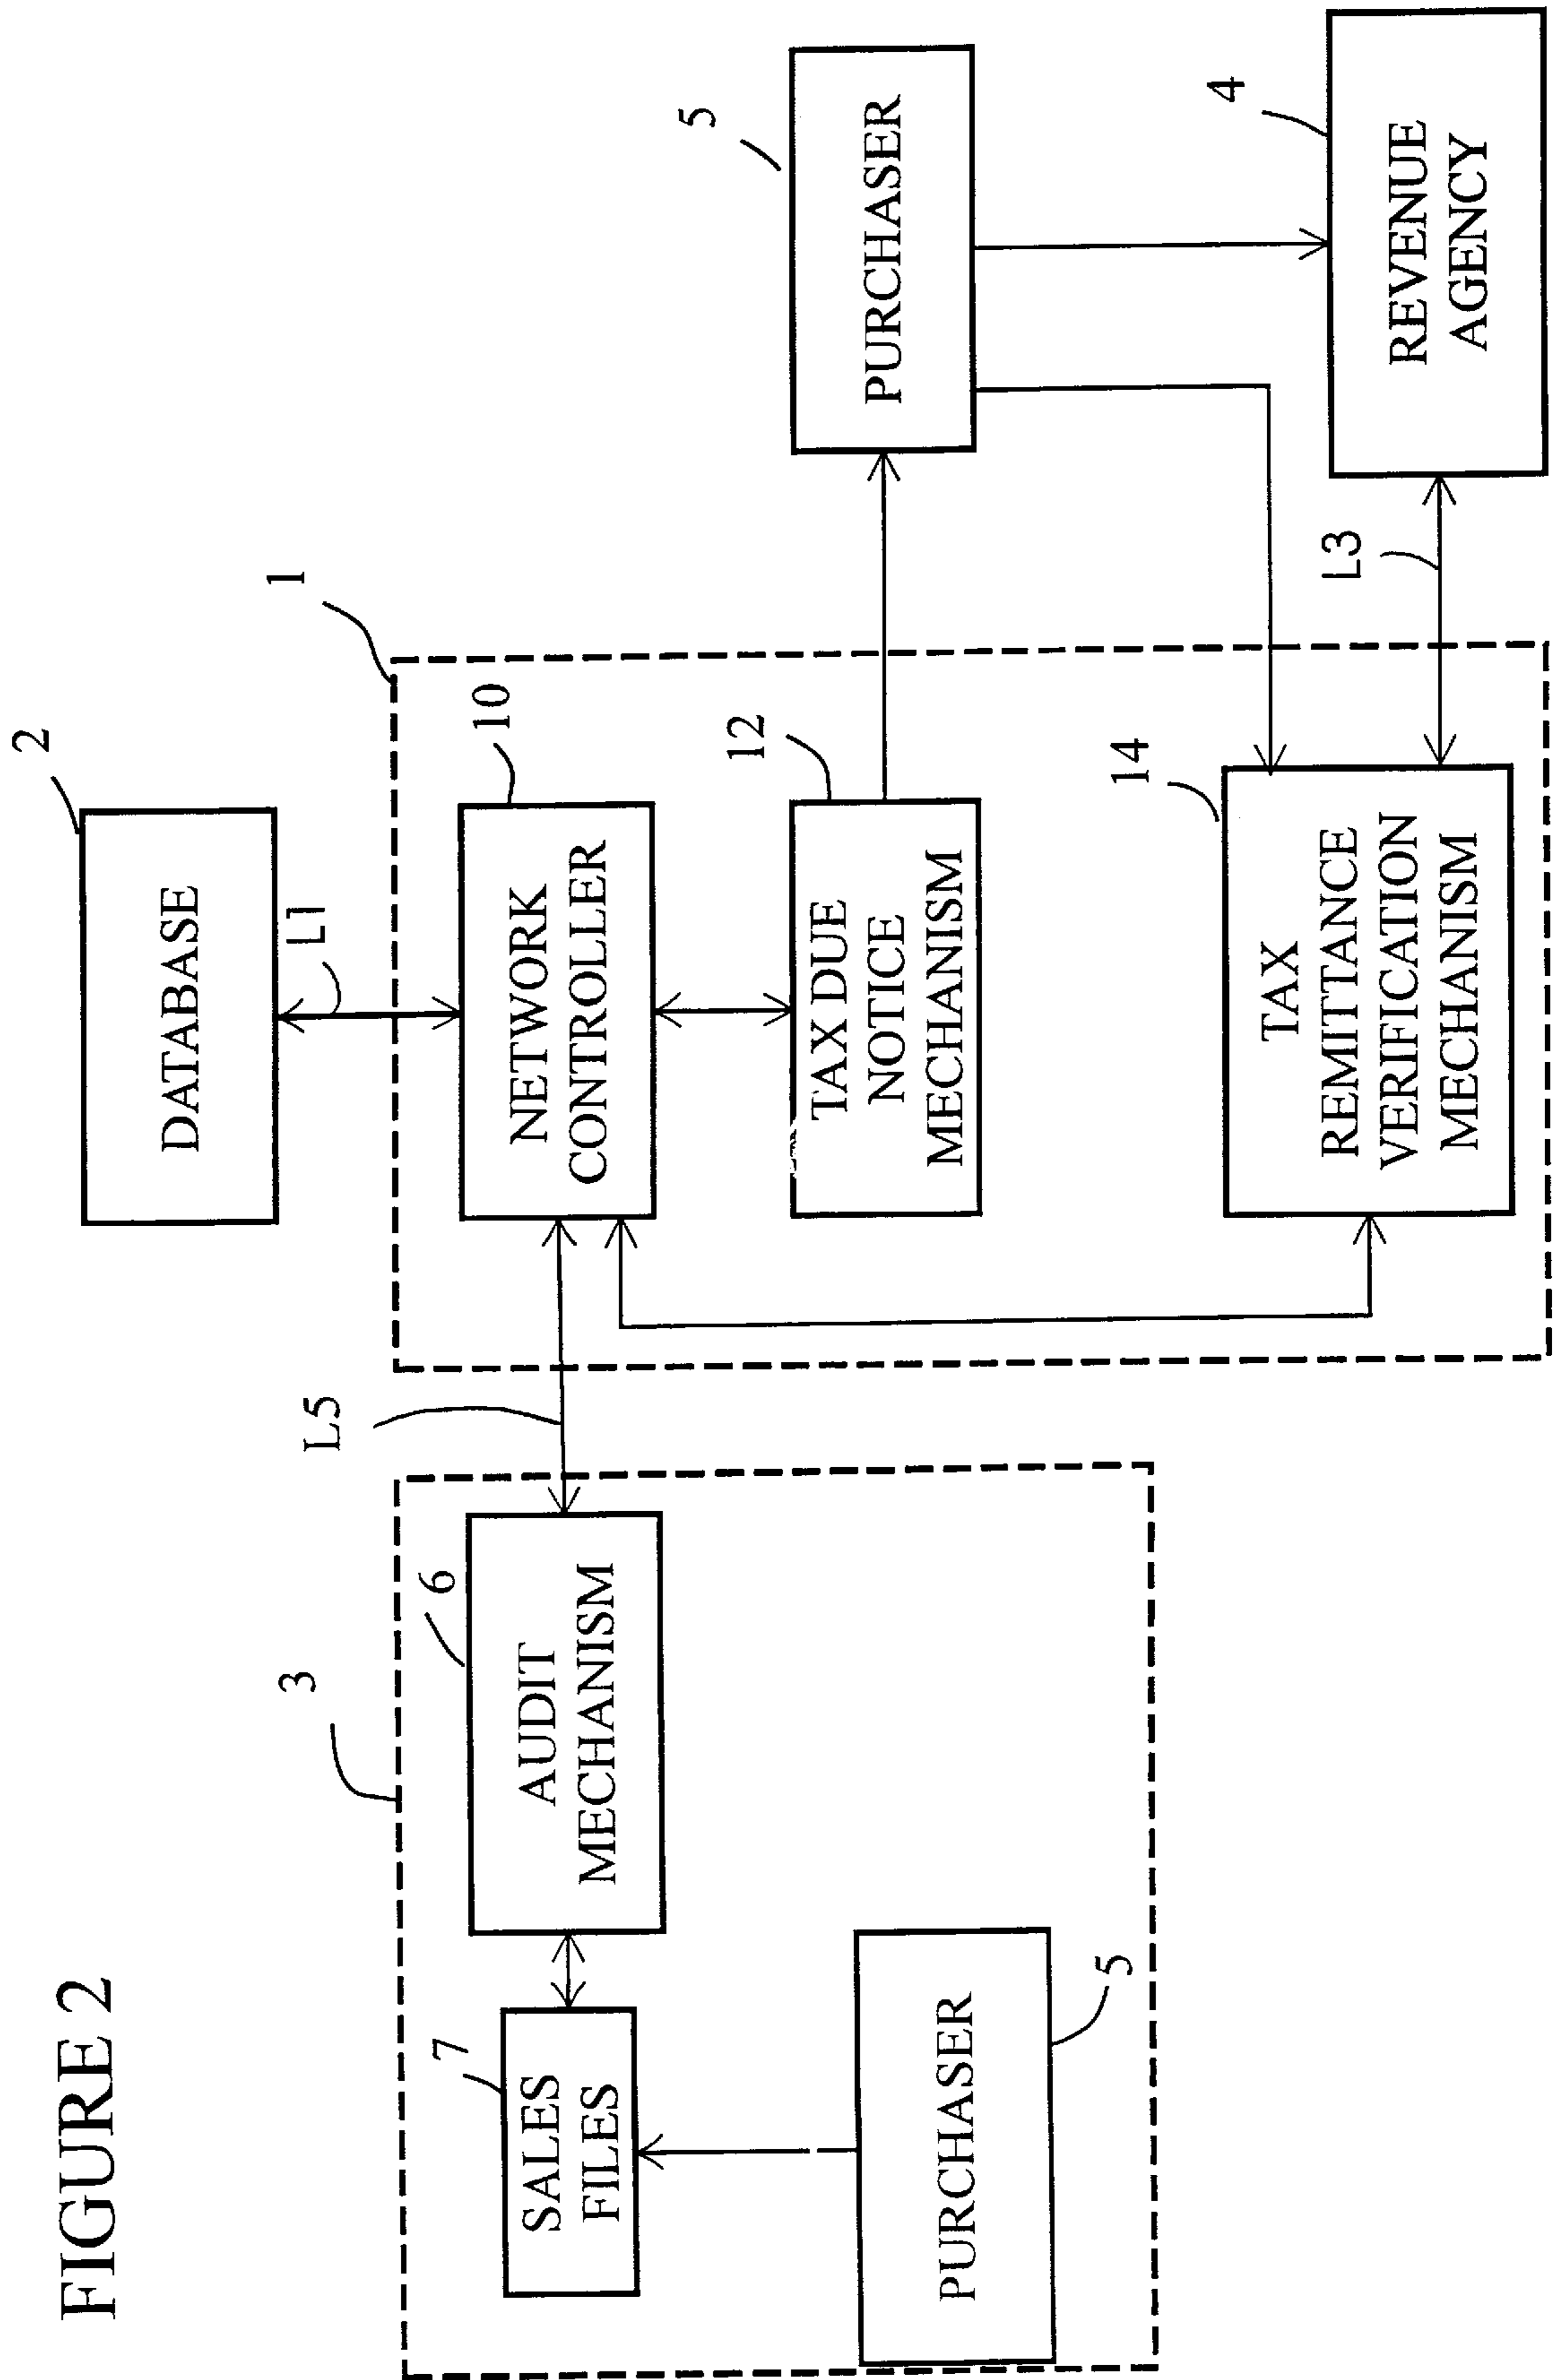 FIGURE 2
2
DATABASE
L1
1
10
NETWORK
CONTROLLER
12
TAX DUE
NOTICE
MECHANISM
14
TAX
REMITTANCE
VERIFICATION
MECHANISM
5
PURCHASER
4
REVENUE
AGENCY
L3
L5
3
6
AUDIT
MECHANISM
7
SALES
FILES
PURCHASER
5